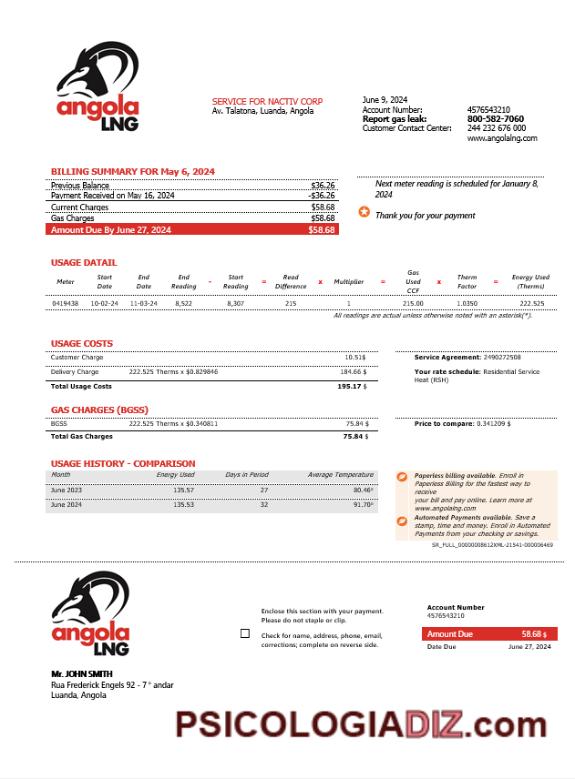 angola
LNG
SERVICE FOR NACTIV CORP
Av. Talatona, Luanda, Angola
June 9, 2024
Account Number: 4576543210
Report gas leak: 800-582-7060
Customer Contact Center: 244 232 676 000
www.angolalng.com
BILLING SUMMARY FOR May 6, 2024
Previous Balance $36.26
Payment Received on May 16, 2024 -$36.26
Current Charges $58.68
Gas Charges $58.68
Amount Due By June 27, 2024 $58.68
Next meter reading is scheduled for January 8,
2024
Thank you for your payment
USAGE DATAIL
Meter Start Date End Date End Reading - Start Reading = Read Difference x Multiplier = Gas Used CCF x Therm Factor = Energy Used (Therms)
0419438 10-02-24 11-03-24 8,522 8,307 215 1 215.00 1.0350 222.525
All readings are actual unless otherwise noted with an asterisk(*).
USAGE COSTS
Customer Charge 10.51$
Delivery Charge 222.525 Therms x $0.829846 184.66 $
Total Usage Costs 195.17 $
Service Agreement: 2490272508
Your rate schedule: Residential Service
Heat (RSH)
GAS CHARGES (BGSS)
BGSS 222.525 Therms x $0.340811 75.84 $
Total Gas Charges 75.84 $
Price to compare: 0.341209 $
USAGE HISTORY - COMPARISON
Month Energy Used Days in Period Average Temperature
June 2023 135.57 27 80.46°
June 2024 135.53 32 91.70°
Paperless billing available. Enroll in
Paperless Billing for the fastest way to
receive
your bill and pay online. Learn more at
www.angolalng.com
Automated Payments available. Save a
stamp, time and money. Enroll in Automated
Payments from your checking or savings.
SR_FULL_00000008612XML-21541-000006469
angola
LNG
Enclose this section with your payment.
Please do not staple or clip.
Check for name, address, phone, email,
corrections; complete on reverse side.
Account Number
4576543210
Amount Due 58.68 $
Date Due June 27, 2024
Mr. JOHN SMITH
Rua Frederick Engels 92 - 7° andar
Luanda, Angola
PSICOLOGIADIZ.com